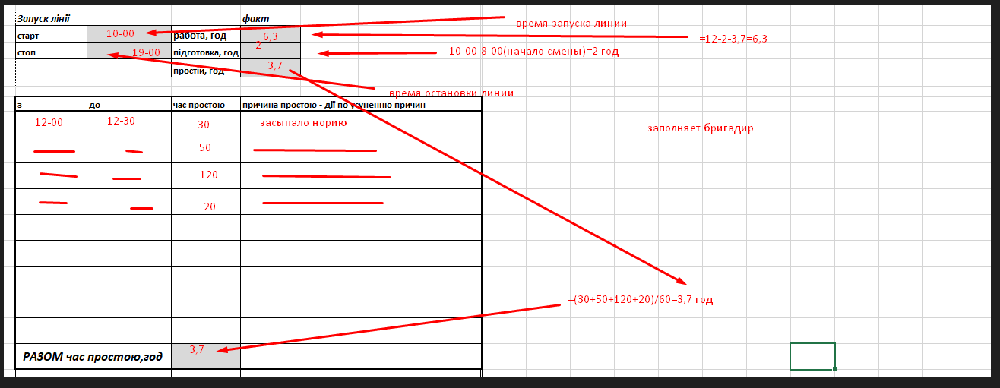 Запуск лінії факт
время запуска линии
старт 10-00 работа, год 6,3
=12-2-3,7=6,3
стоп 19-00 підготовка, год 2
10-00-8-00(начало смены)=2 год
простій, год 3,7
время остановки линии
з до час простою причина простою - дії по усуненню причин
12-00 12-30 30 засыпало норию
заполняет бригадир
50
120
20
=(30+50+120+20)/60=3,7 год
РАЗОМ час простою,год 3,7